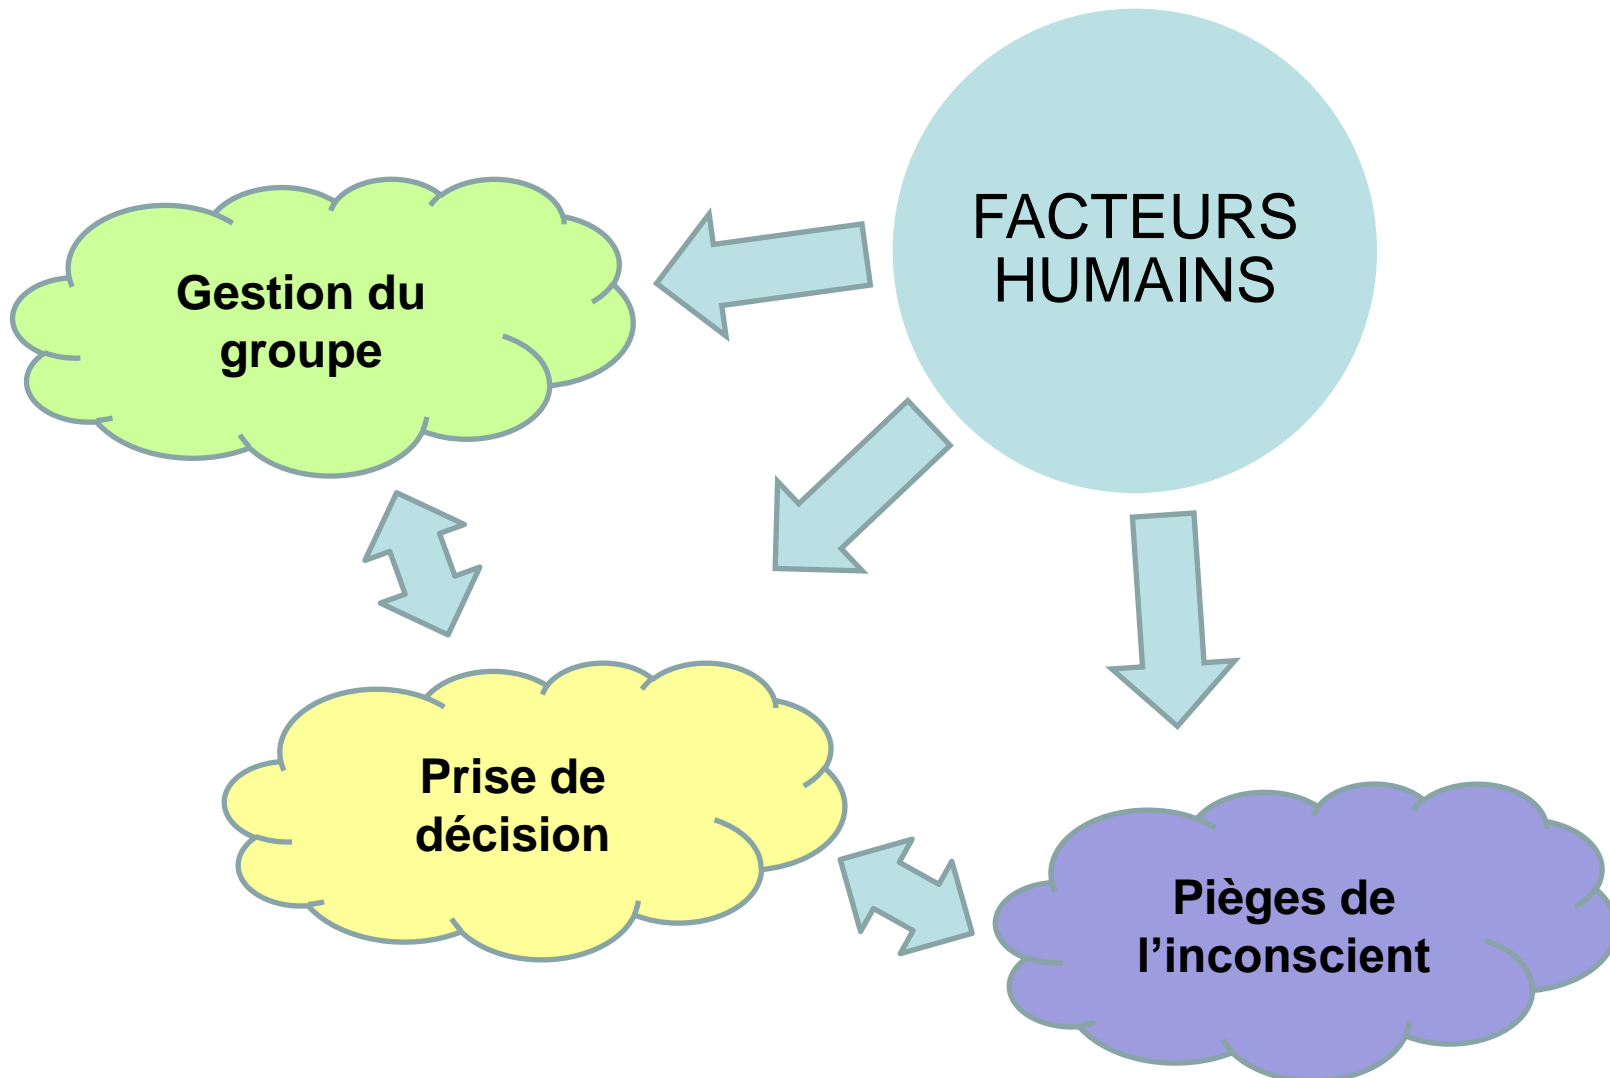 FACTEURS
HUMAINS
Gestion du
groupe
Prise de
décision
Pièges de
l’inconscient